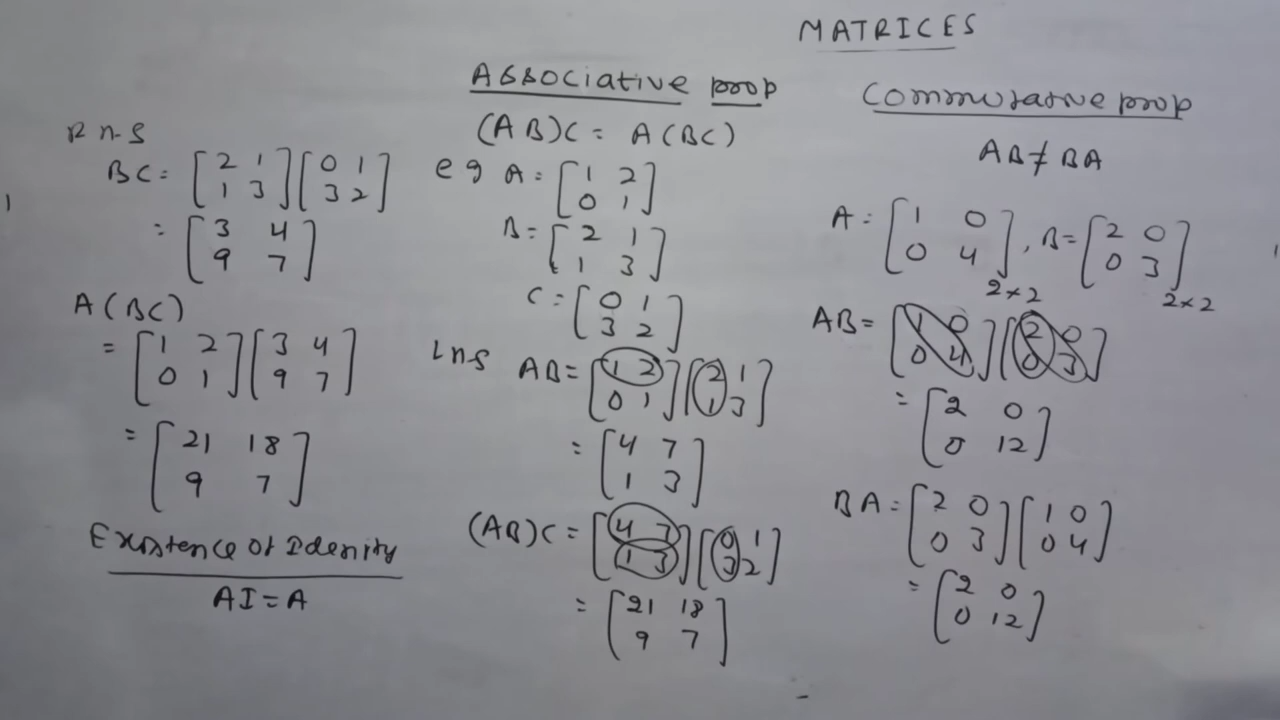 MATRICES
Associative prop
(AB)C = A(BC)
eg A = [1 2
0 1]
B = [2 1
1 3]
C = [0 1
3 2]
LHS AB = [1 2 [2 1
0 1] 1 3]
= [4 7
1 3]
(AB)C = [4 7 [0 1
1 3] 3 2]
= [21 18
9 7]
RHS
BC = [2 1 [0 1
1 3] 3 2]
= [3 4
9 7]
A(BC)
= [1 2 [3 4
0 1] 9 7]
= [21 18
9 7]
Existence of Idenity
AI = A
Commutative prop
AB ≠ BA
A = [1 0 , B = [2 0
0 4] 0 3]
2×2 2×2
AB = [1 0 [2 0
0 4] 0 3]
= [2 0
0 12]
BA = [2 0 [1 0
0 3] 0 4]
= [2 0
0 12]